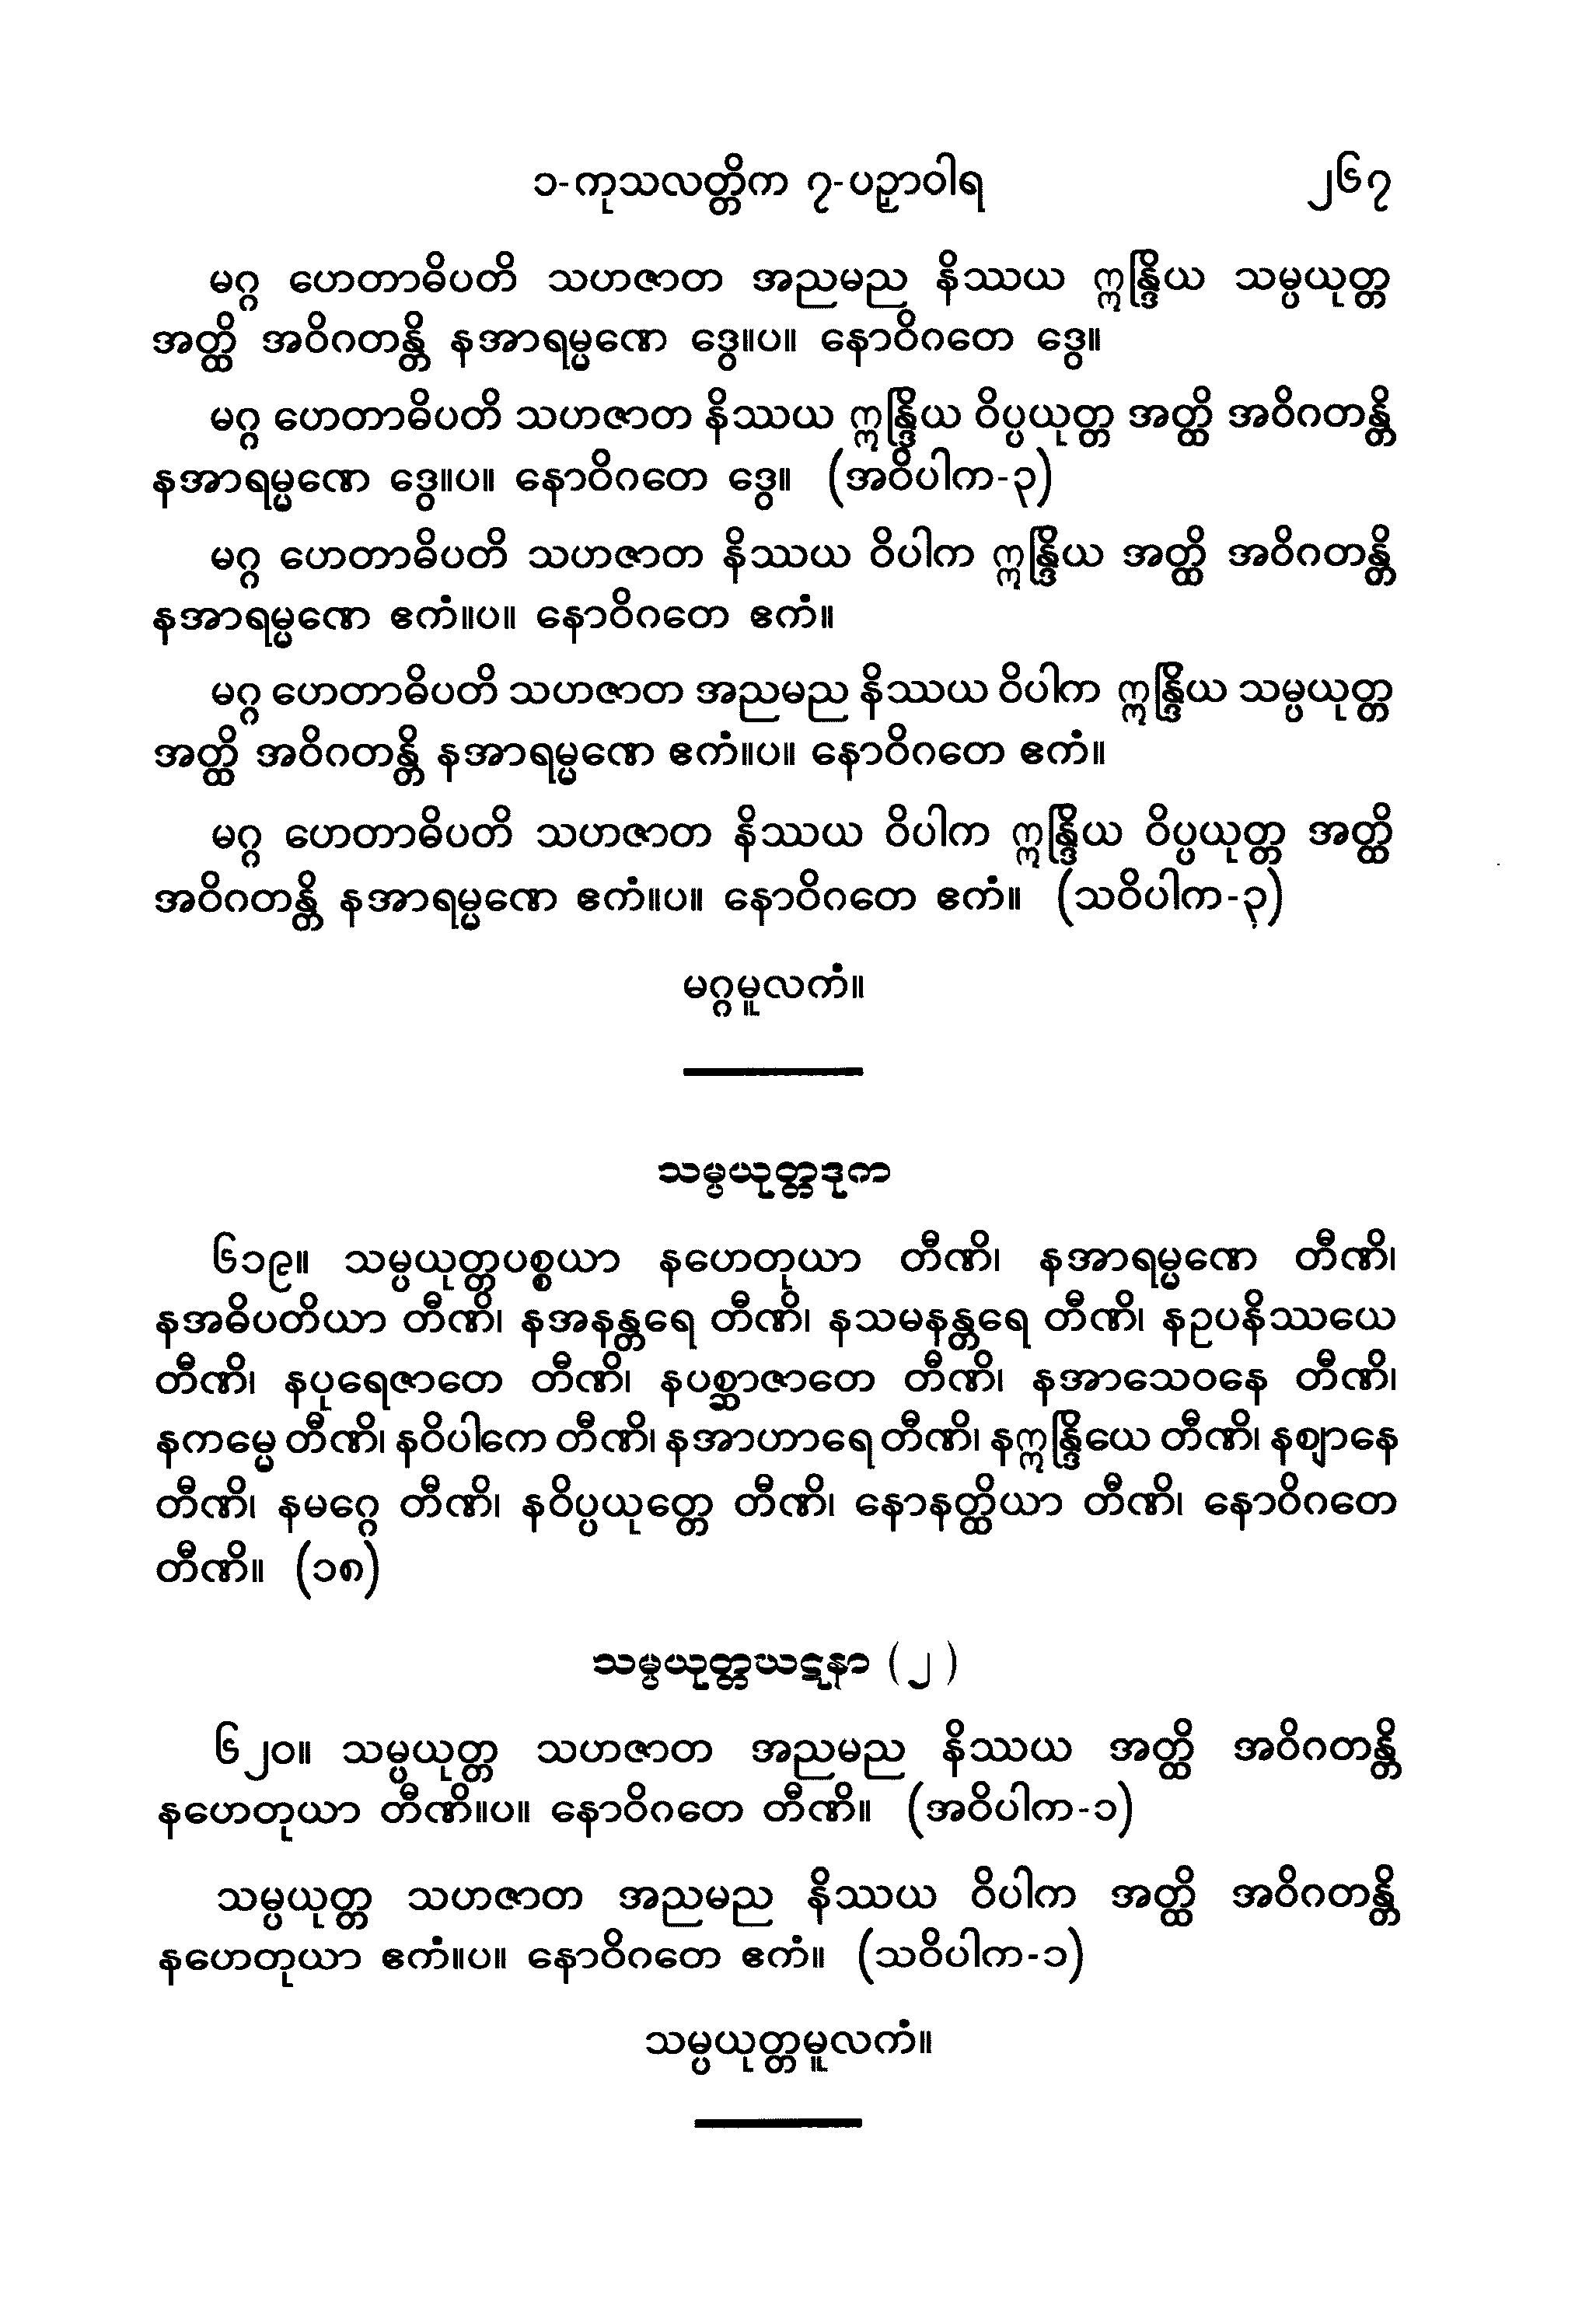 ၁-ကုသလတ္တိက ၇-ပဉှာဝါရ ၂၆၇
မဂ္ဂ ဟေတာဓိပတိ သဟဇာတ အညမည နိဿယ ဣန္ဒြိယ သမ္ပယုတ္တ
အတ္ထိ အဝိဂတန္တိ နအာရမ္မဏေ ဒွေ။ပ။ နောဝိဂတေ ဒွေ။
မဂ္ဂ ဟေတာဓိပတိ သဟဇာတ နိဿယ ဣန္ဒြိယ ဝိပ္ပယုတ္တ အတ္ထိ အဝိဂတန္တိ
နအာရမ္မဏေ ဒွေ။ပ။ နောဝိဂတေ ဒွေ။ (အဝိပါက-၃)
မဂ္ဂ ဟေတာဓိပတိ သဟဇာတ နိဿယ ဝိပါက ဣန္ဒြိယ အတ္ထိ အဝိဂတန္တိ
နအာရမ္မဏေ ဧကံ။ပ။ နောဝိဂတေ ဧကံ။
မဂ္ဂ ဟေတာဓိပတိ သဟဇာတ အညမည နိဿယ ဝိပါက ဣန္ဒြိယ သမ္ပယုတ္တ
အတ္ထိ အဝိဂတန္တိ နအာရမ္မဏေ ဧကံ။ပ။ နောဝိဂတေ ဧကံ။
မဂ္ဂ ဟေတာဓိပတိ သဟဇာတ နိဿယ ဝိပါက ဣန္ဒြိယ ဝိပ္ပယုတ္တ အတ္ထိ
အဝိဂတန္တိ နအာရမ္မဏေ ဧကံ။ပ။ နောဝိဂတေ ဧကံ။ (သဝိပါက-၃)
မဂ္ဂမူလကံ။
သမ္ပယုတ္တဒုက
၆၁၉။ သမ္ပယုတ္တပစ္စယာ နဟေတုယာ တီဏိ၊ နအာရမ္မဏေ တီဏိ၊
နအဓိပတိယာ တီဏိ၊ နအနန္တရေ တီဏိ၊ နသမနန္တရေ တီဏိ၊ နဥပနိဿယေ
တီဏိ၊ နပုရေဇာတေ တီဏိ၊ နပစ္ဆာဇာတေ တီဏိ၊ နအာသေဝနေ တီဏိ၊
နကမ္မေ တီဏိ၊ နဝိပါကေ တီဏိ၊ နအာဟာရေ တီဏိ၊ နဣန္ဒြိယေ တီဏိ၊ နဈာနေ
တီဏိ၊ နမဂ္ဂေ တီဏိ၊ နဝိပ္ပယုတ္တေ တီဏိ၊ နောနတ္ထိယာ တီဏိ၊ နောဝိဂတေ
တီဏိ။ (၁၈)
သမ္ပယုတ္တဃဋနာ (၂)
၆၂၀။ သမ္ပယုတ္တ သဟဇာတ အညမည နိဿယ အတ္ထိ အဝိဂတန္တိ
နဟေတုယာ တီဏိ။ပ။ နောဝိဂတေ တီဏိ။ (အဝိပါက-၁)
သမ္ပယုတ္တ သဟဇာတ အညမည နိဿယ ဝိပါက အတ္ထိ အဝိဂတန္တိ
နဟေတုယာ ဧကံ။ပ။ နောဝိဂတေ ဧကံ။ (သဝိပါက-၁)
သမ္ပယုတ္တမူလကံ။